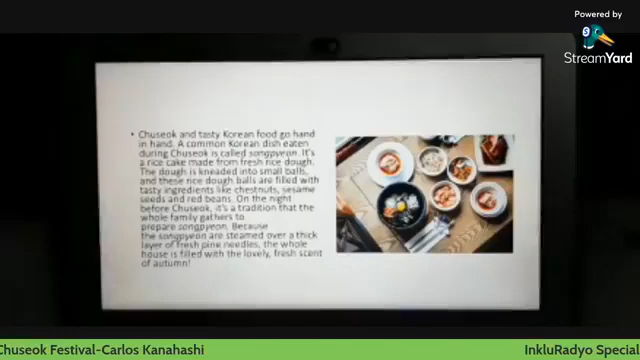 Powered by
StreamYard
• Chuseok and tasty Korean food go hand
in hand. A common Korean dish eaten
during Chuseok is called songpyeon. It's
a rice cake made from fresh rice dough.
The dough is kneaded into small balls,
and these rice dough balls are filled with
tasty ingredients like chestnuts, sesame
seeds and red beans. On the night
before Chuseok, it's a tradition that the
whole family gathers to
prepare songpyeon. Because
the songpyeon are steamed over a thick
layer of fresh pine needles, the whole
house is filled with the lovely, fresh scent
of autumn!
Chuseok Festival-Carlos Kanahashi
InkluRadyo Special